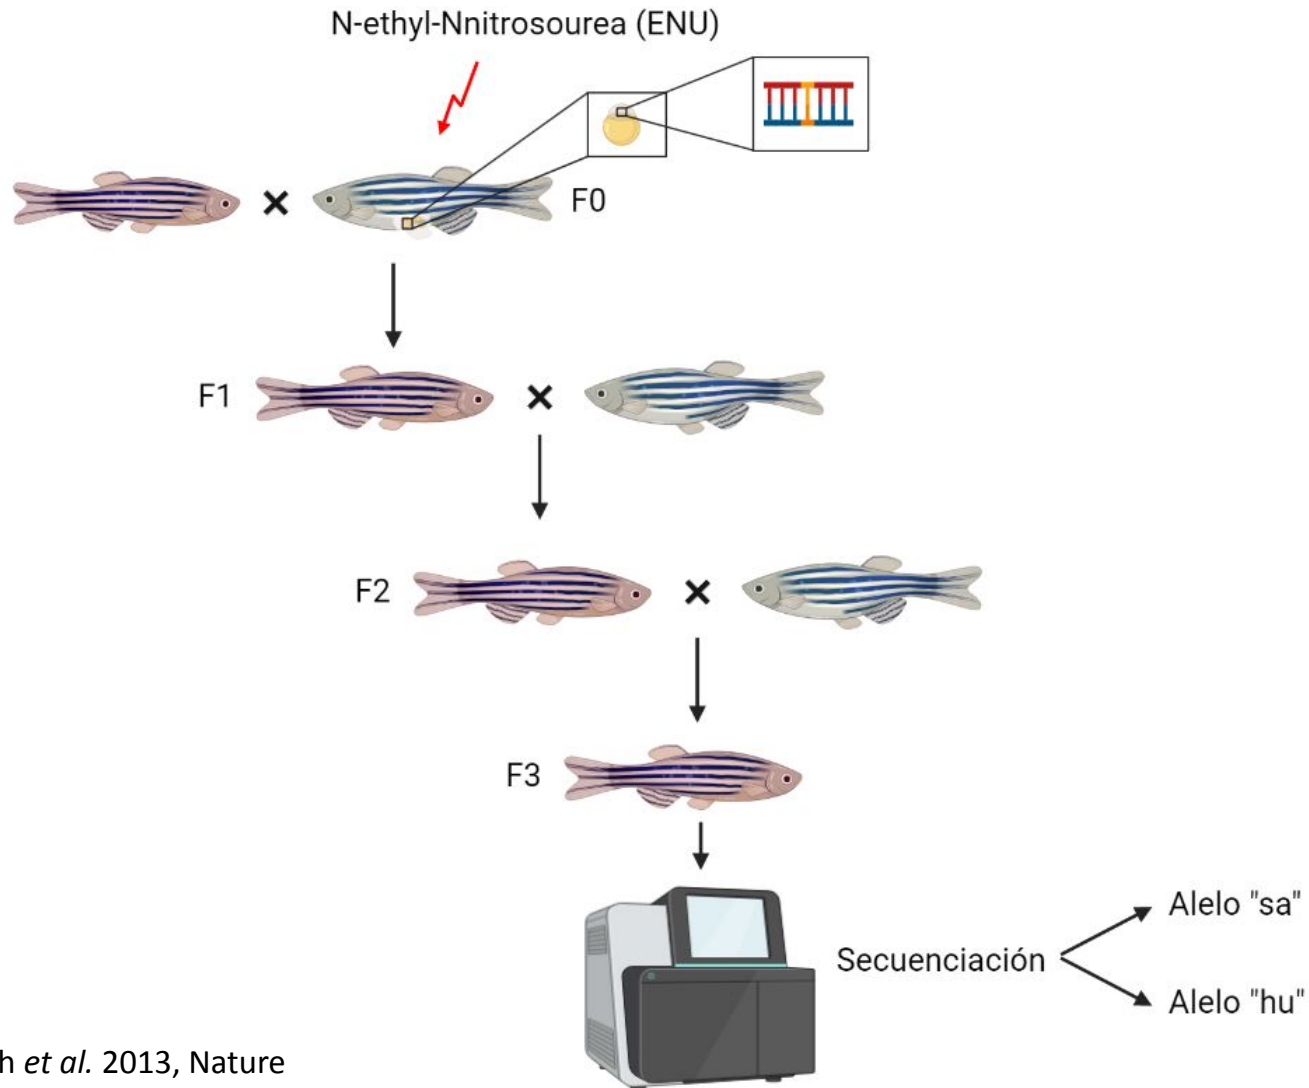 N-ethyl-Nnitrosourea (ENU)
× F0
F1 ×
F2 ×
F3
Alelo "sa"
Secuenciación
Alelo "hu"
h et al. 2013, Nature